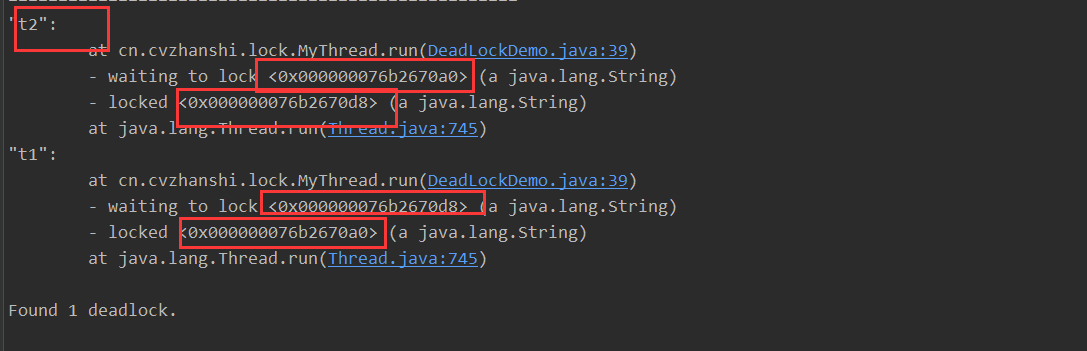 "t2":
at cn.cvzhanshi.lock.MyThread.run(DeadLockDemo.java:39)
- waiting to lock <0x000000076b2670a0> (a java.lang.String)
- locked <0x000000076b2670d8> (a java.lang.String)
at java.lang.Thread.run(Thread.java:745)
"t1":
at cn.cvzhanshi.lock.MyThread.run(DeadLockDemo.java:39)
- waiting to lock <0x000000076b2670d8> (a java.lang.String)
- locked <0x000000076b2670a0> (a java.lang.String)
at java.lang.Thread.run(Thread.java:745)
Found 1 deadlock.